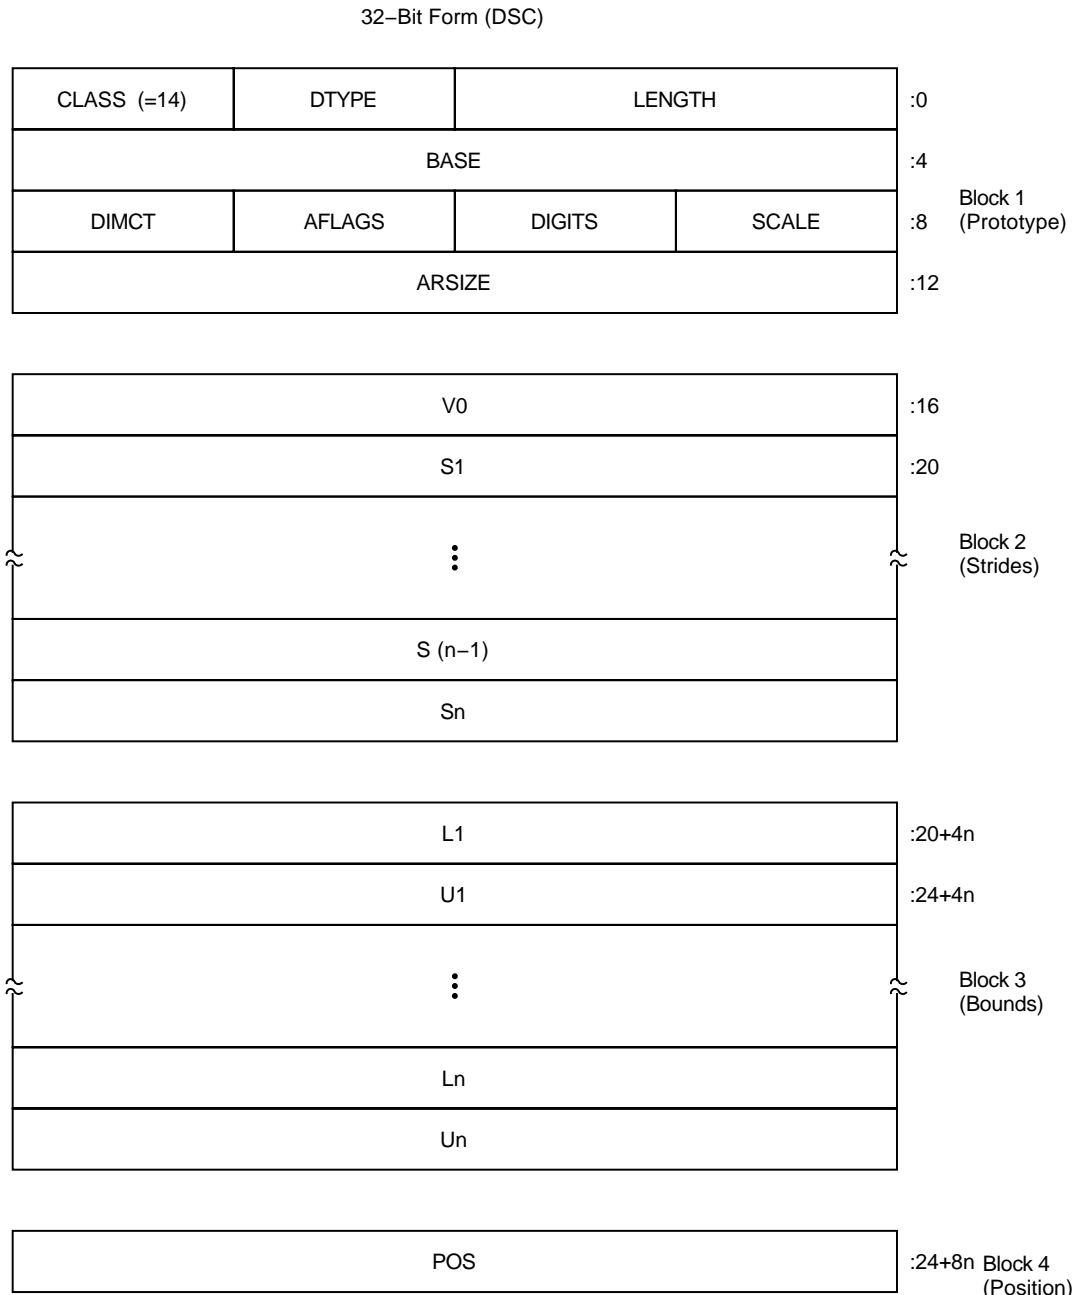 32−Bit Form (DSC)
CLASS (=14) DTYPE LENGTH :0
BASE :4
Block 1
(Prototype)
DIMCT AFLAGS DIGITS SCALE :8
ARSIZE :12
V0 :16
S1 :20
Block 2
(Strides)
S (n−1)
Sn
L1 :20+4n
U1 :24+4n
Block 3
(Bounds)
Ln
Un
POS :24+8n Block 4
(Position)